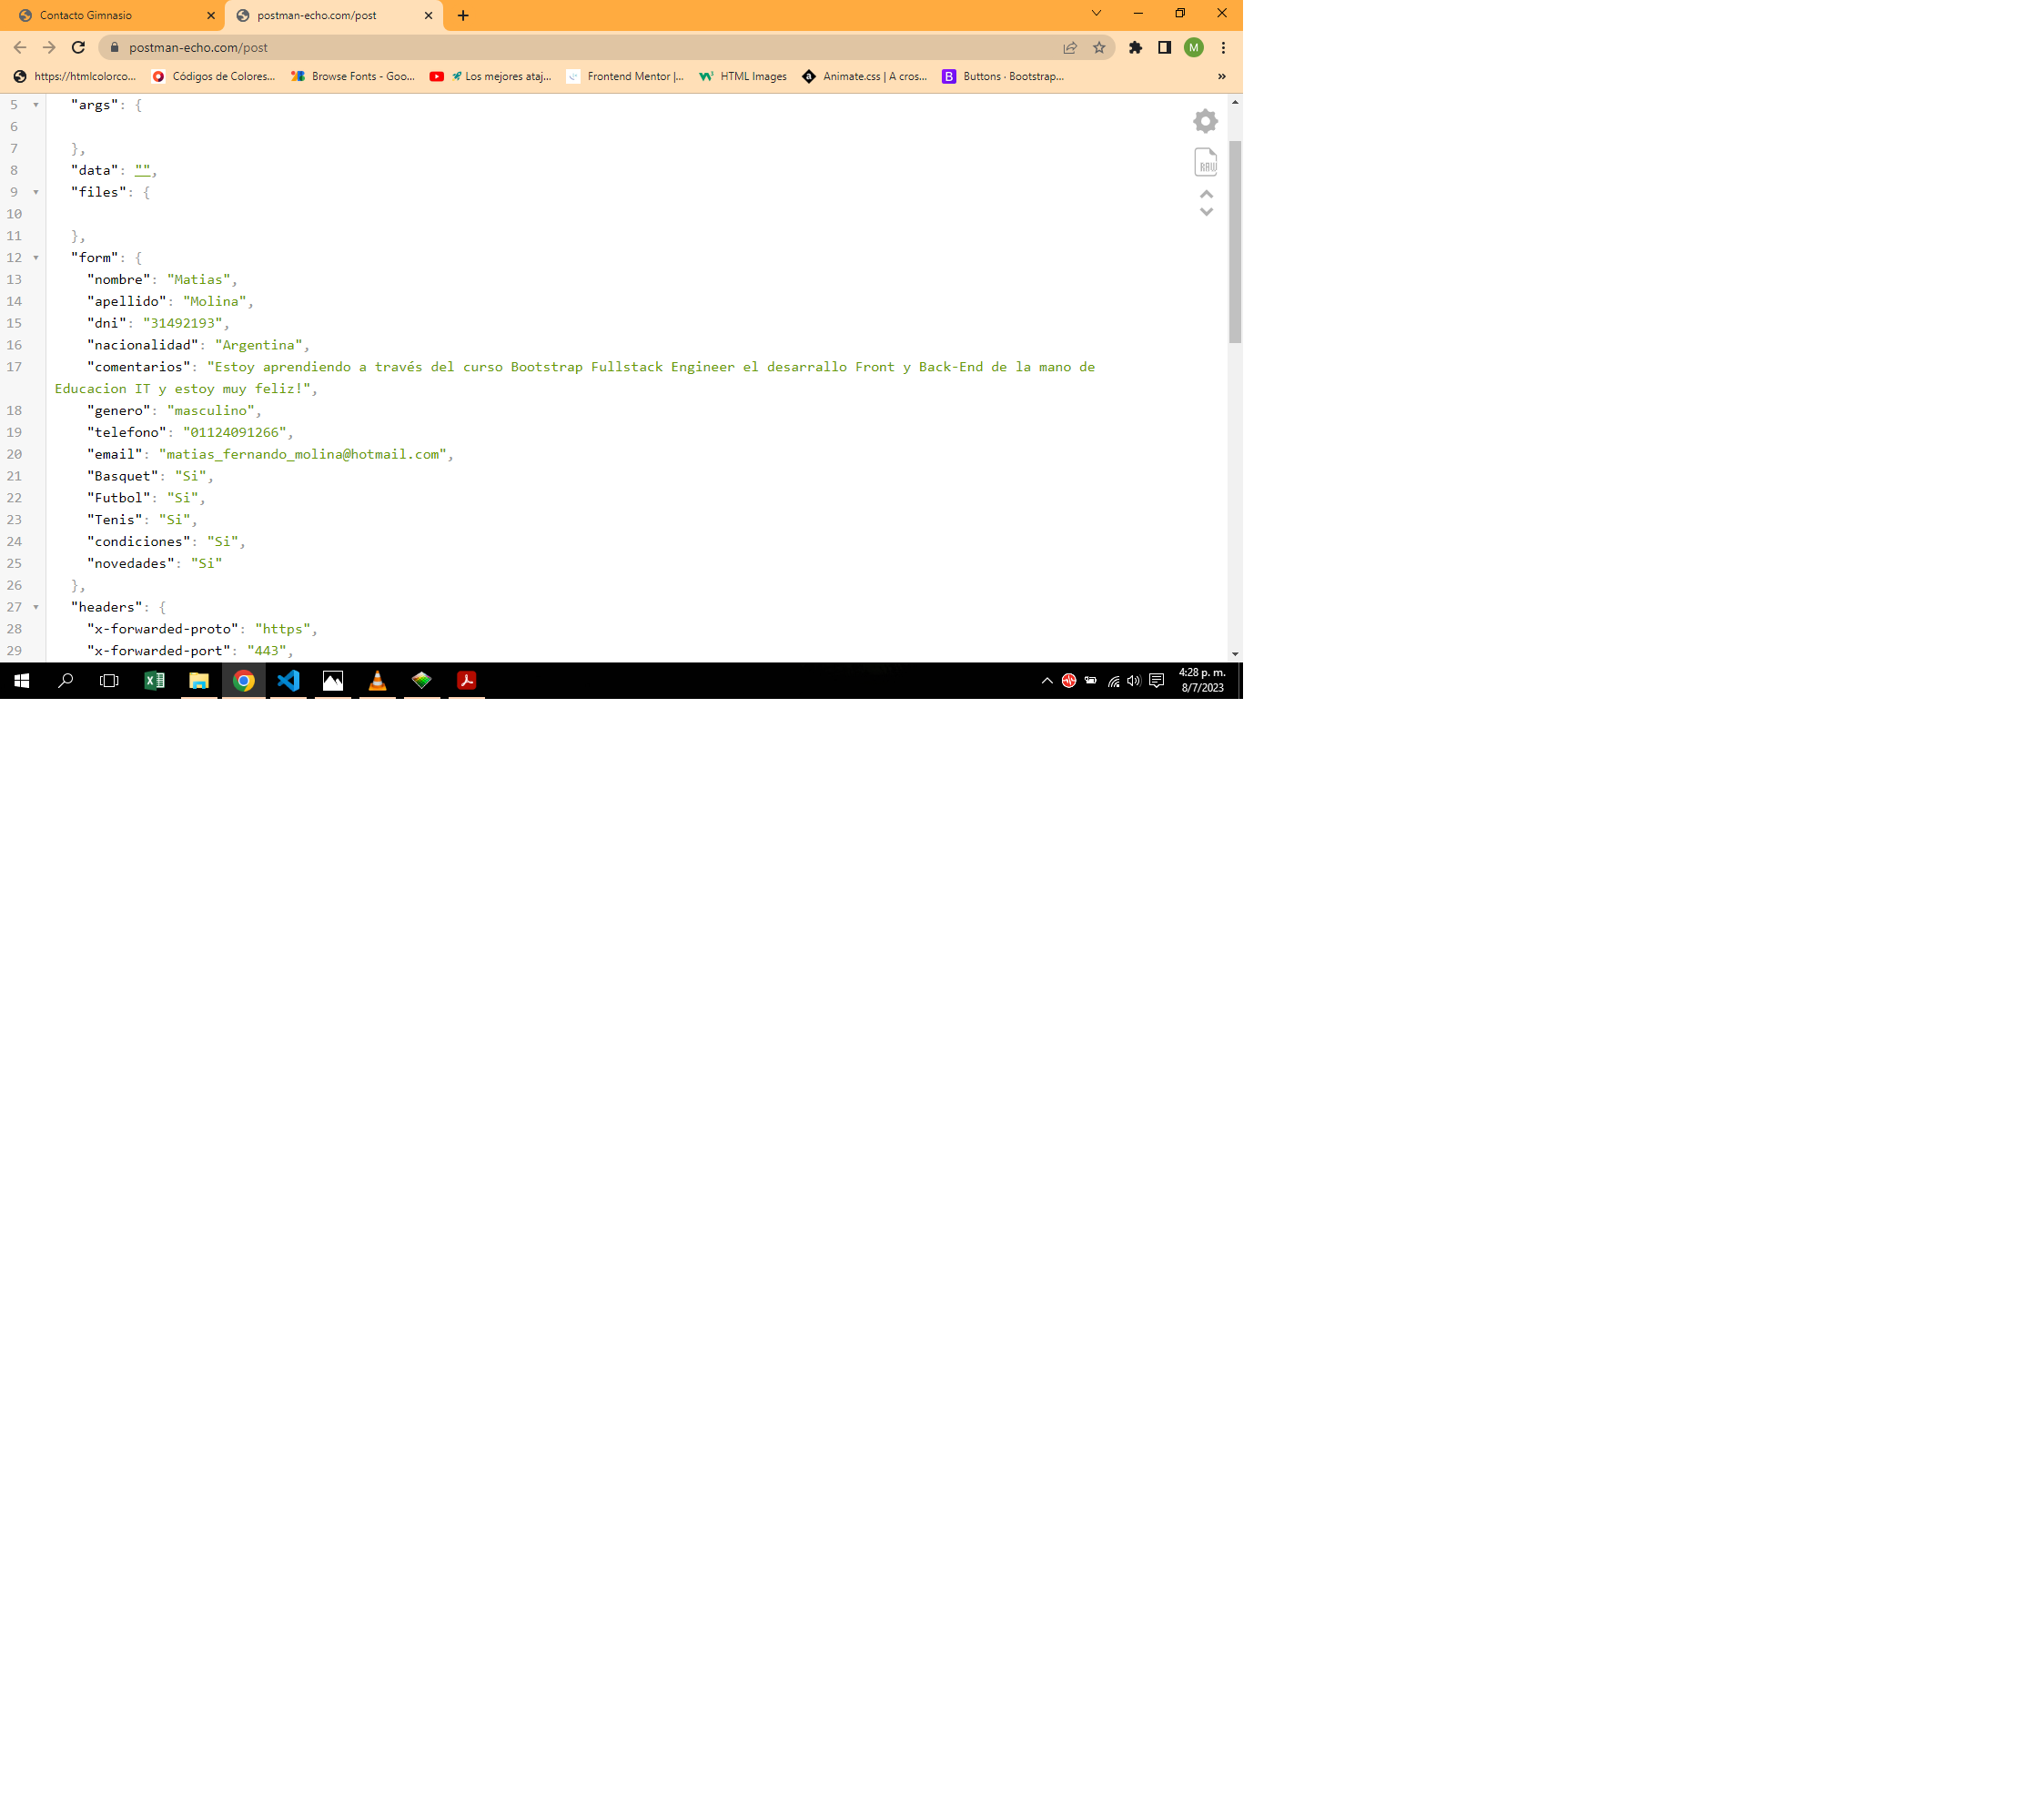 Contacto Gimnasio
postman-echo.com/post
postman-echo.com/post
M
https://htmlcolorco...
Códigos de Colores...
Browse Fonts - Goo...
Los mejores ataj...
Frontend Mentor |...
HTML Images
Animate.css | A cros...
Buttons · Bootstrap...
»
5 "args": {
6
7 },
8 "data": "",
9 "files": {
10
11 },
12 "form": {
13 "nombre": "Matias",
14 "apellido": "Molina",
15 "dni": "31492193",
16 "nacionalidad": "Argentina",
17 "comentarios": "Estoy aprendiendo a través del curso Bootstrap Fullstack Engineer el desarrallo Front y Back-End de la mano de
Educacion IT y estoy muy feliz!",
18 "genero": "masculino",
19 "telefono": "01124091266",
20 "email": "matias_fernando_molina@hotmail.com",
21 "Basquet": "Si",
22 "Futbol": "Si",
23 "Tenis": "Si",
24 "condiciones": "Si",
25 "novedades": "Si"
26 },
27 "headers": {
28 "x-forwarded-proto": "https",
29 "x-forwarded-port": "443",
RAW
4:28 p. m.
8/7/2023